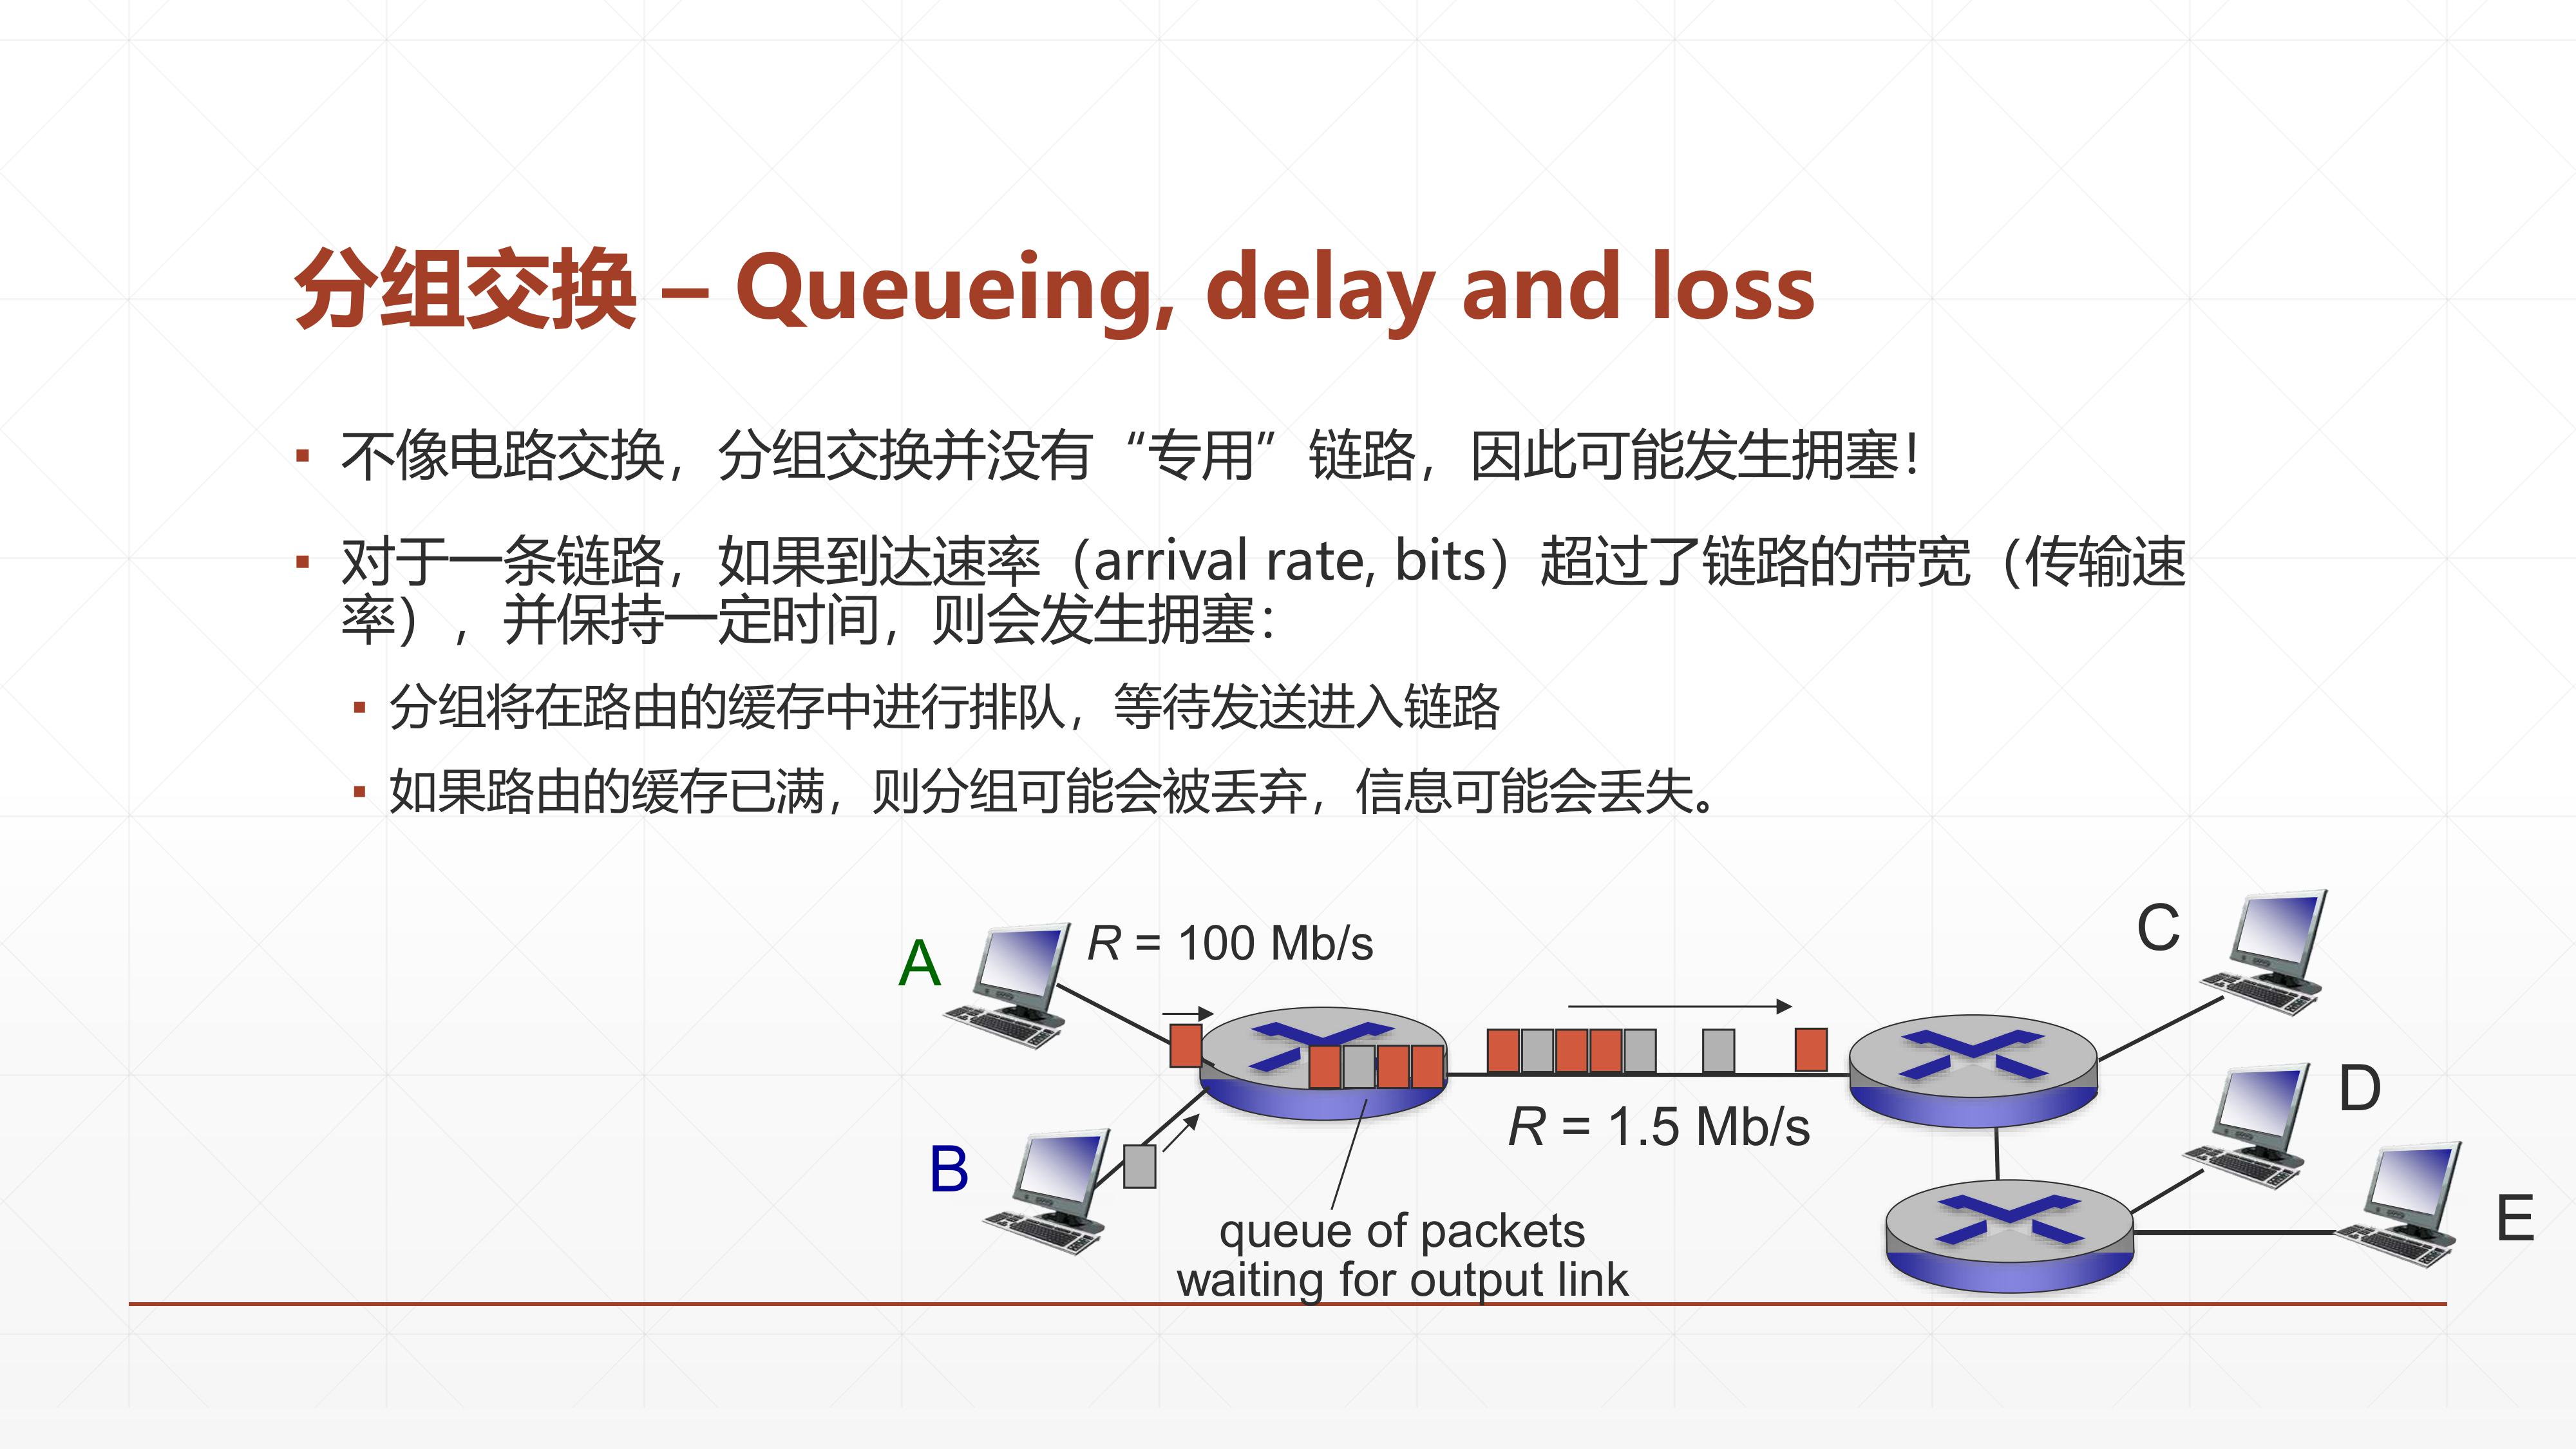 分组交换 – Queueing, delay and loss
不像电路交换，分组交换并没有“专用”链路，因此可能发生拥塞！
对于一条链路，如果到达速率（arrival rate, bits）超过了链路的带宽（传输速
率），并保持一定时间，则会发生拥塞：
分组将在路由的缓存中进行排队，等待发送进入链路
如果路由的缓存已满，则分组可能会被丢弃，信息可能会丢失。
A
R = 100 Mb/s
C
B
R = 1.5 Mb/s
D
E
queue of packets
waiting for output link